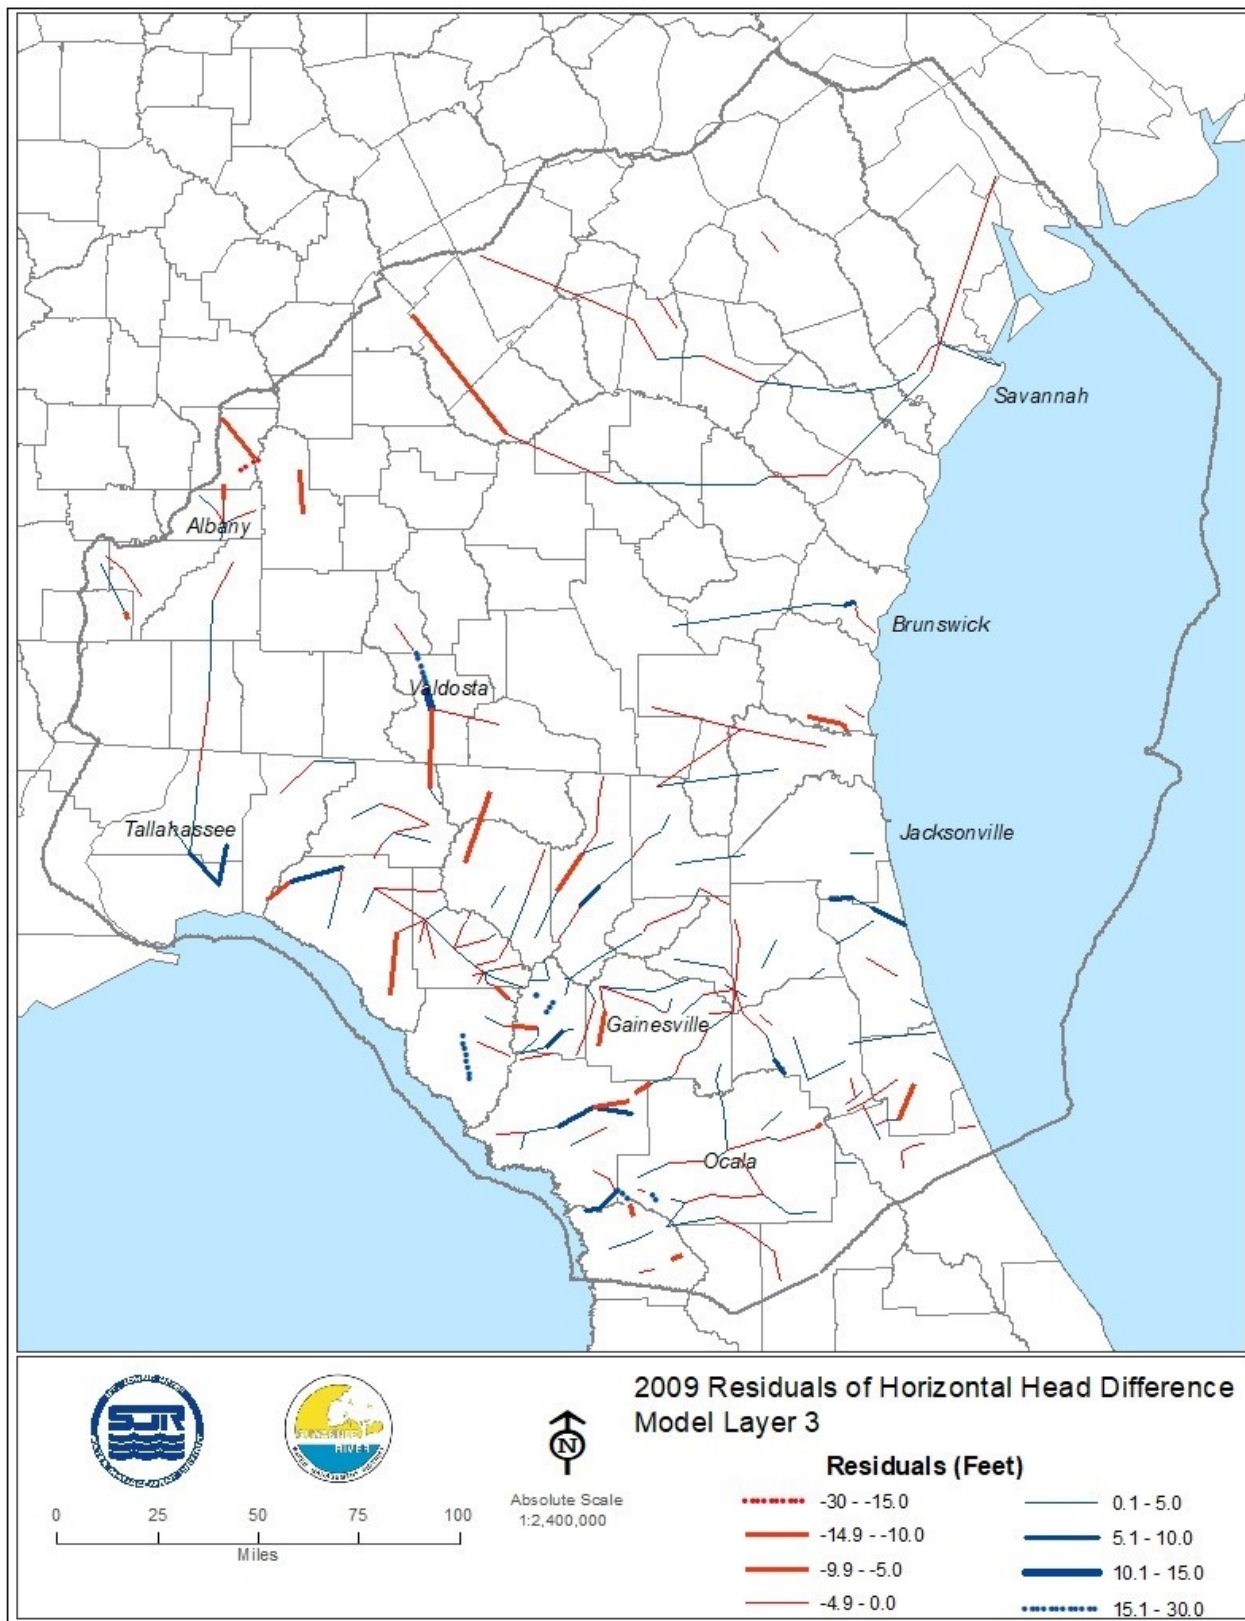 Savannah
Albany
Brunswick
Valdosta
Tallahassee
Jacksonville
Gainesville
Ocala
2009 Residuals of Horizontal Head Difference
Model Layer 3
SJR
RIVER
N
Absolute Scale
1:2,400,000
0 25 50 75 100
Miles
Residuals (Feet)
-30 - -15.0
-14.9 - -10.0
-9.9 - -5.0
-4.9 - 0.0
0.1 - 5.0
5.1 - 10.0
10.1 - 15.0
15.1 - 30.0